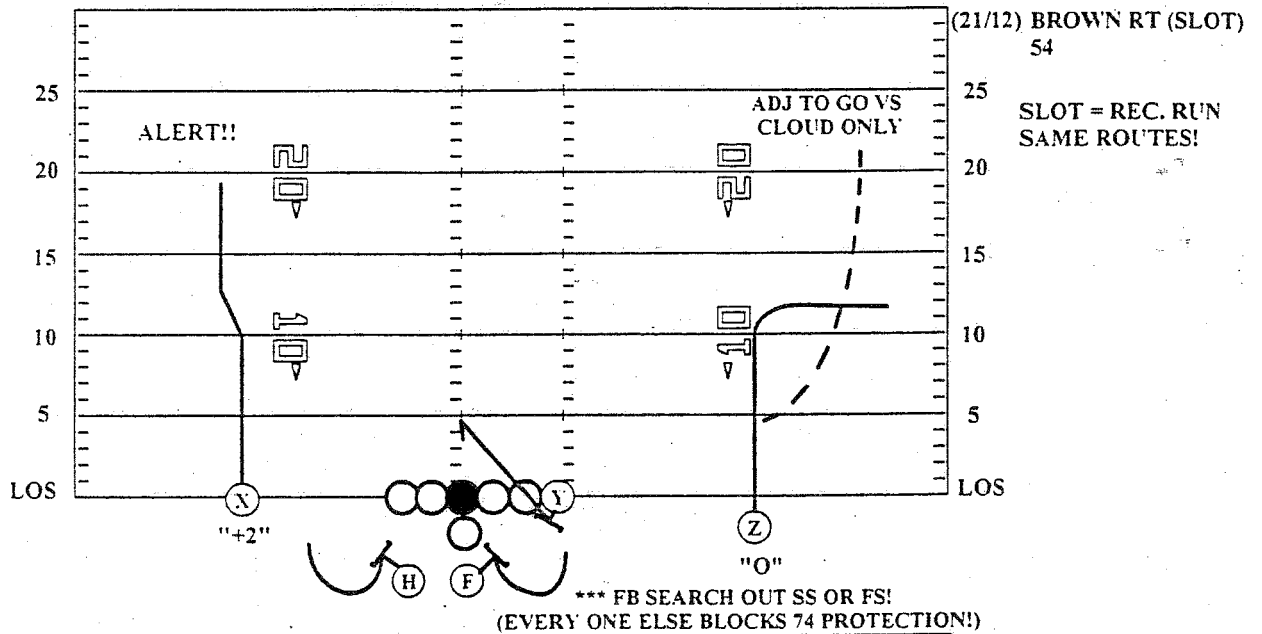 (21/12) BROWN RT (SLOT)
54
SLOT = REC. RUN
SAME ROUTES!
ADJ TO GO VS
CLOUD ONLY
ALERT!!
25
25
20
20
20
20
15
15
10
10
10
10
5
5
LOS
LOS
X
Y
Z
"+2"
"O"
H
F
*** FB SEARCH OUT SS OR FS!
(EVERY ONE ELSE BLOCKS 74 PROTECTION!)